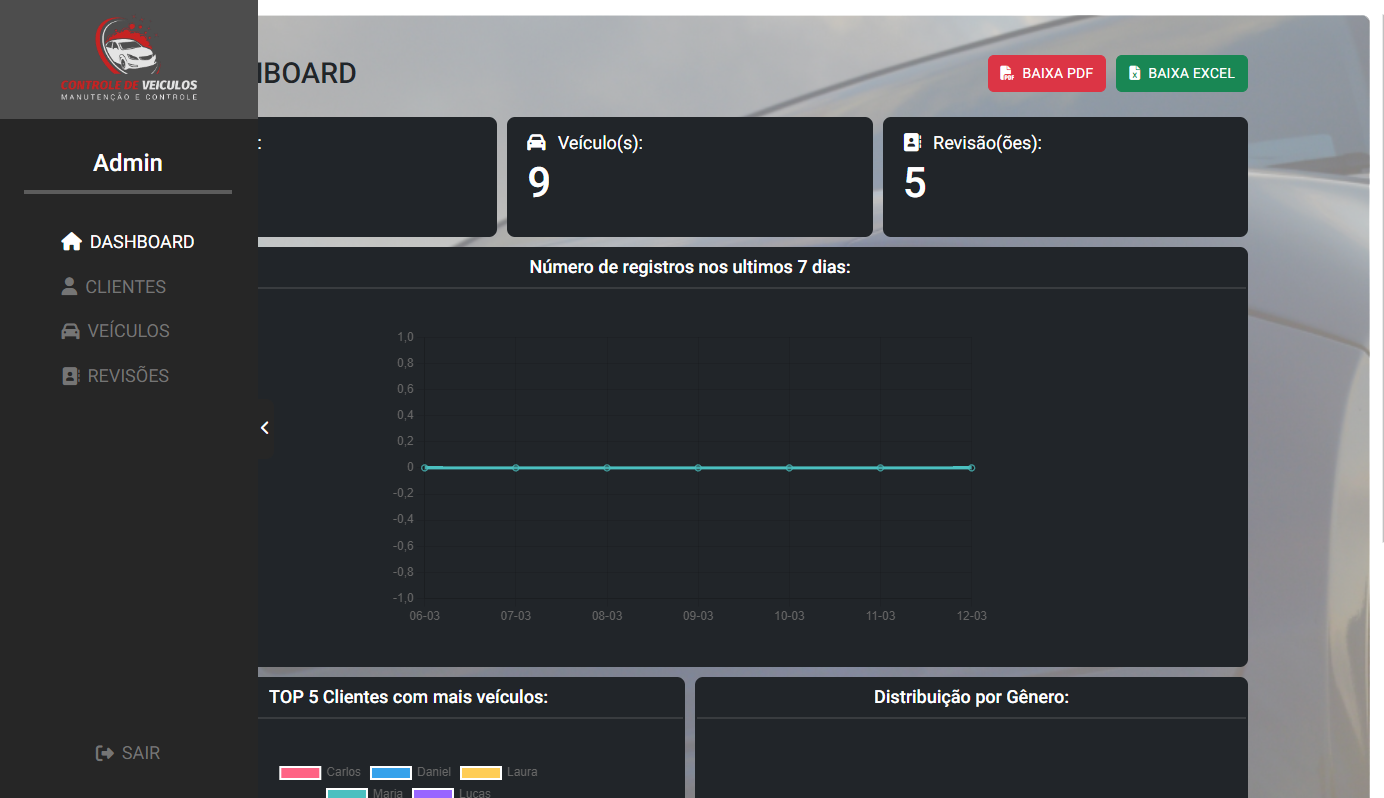 CONTROLE DE VEICULOS
MANUTENÇÃO E CONTROLE
Admin
DASHBOARD
CLIENTES
VEÍCULOS
REVISÕES
SAIR
HBOARD
BAIXA PDF
BAIXA EXCEL
:
Veículo(s):
9
Revisão(ões):
5
Número de registros nos ultimos 7 dias:
1,0
0,8
0,6
0,4
0,2
0
-0,2
-0,4
-0,6
-0,8
-1,0
06-03 07-03 08-03 09-03 10-03 11-03 12-03
TOP 5 Clientes com mais veículos:
Carlos Daniel Laura
Maria Lucas
Distribuição por Gênero: